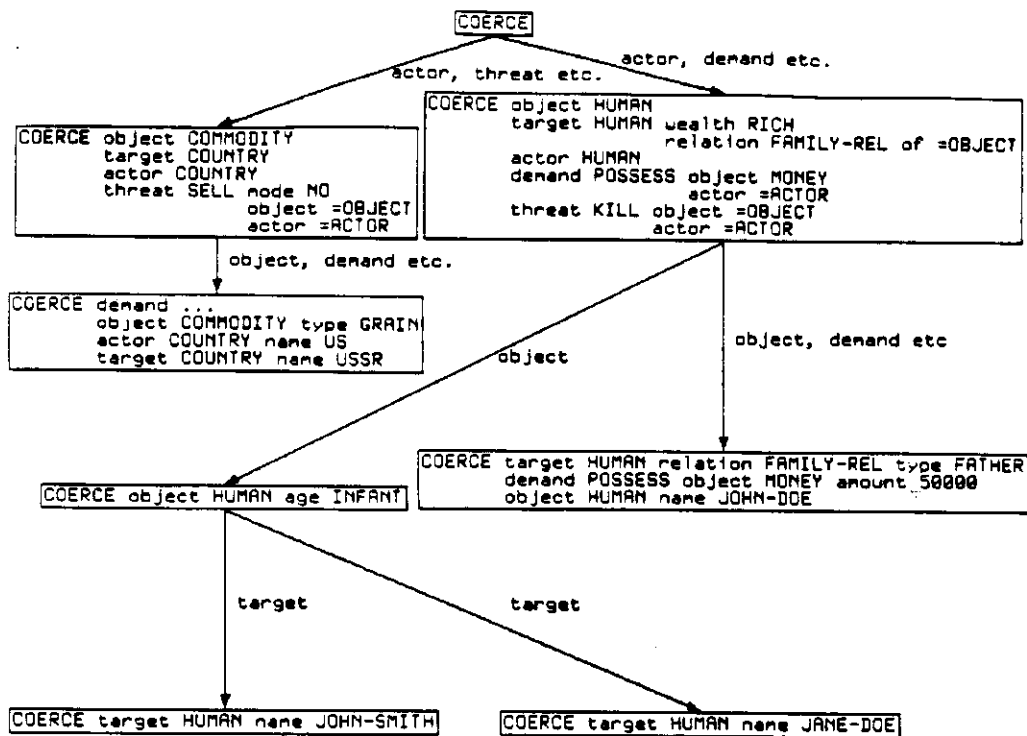 COERCE
actor, threat etc.
actor, demand etc.
COERCE object COMMODITY
target COUNTRY
actor COUNTRY
threat SELL mode NO
object =OBJECT
actor =ACTOR
COERCE object HUMAN
target HUMAN wealth RICH
relation FAMILY-REL of =OBJECT
actor HUMAN
demand POSSESS object MONEY
actor =ACTOR
threat KILL object =OBJECT
actor =ACTOR
object, demand etc.
COERCE demand ...
object COMMODITY type GRAIN
actor COUNTRY name US
target COUNTRY name USSR
object
object, demand etc
COERCE object HUMAN age INFANT
COERCE target HUMAN relation FAMILY-REL type FATHER
demand POSSESS object MONEY amount 50000
object HUMAN name JOHN-DOE
target
target
COERCE target HUMAN name JOHN-SMITH
COERCE target HUMAN name JANE-DOE